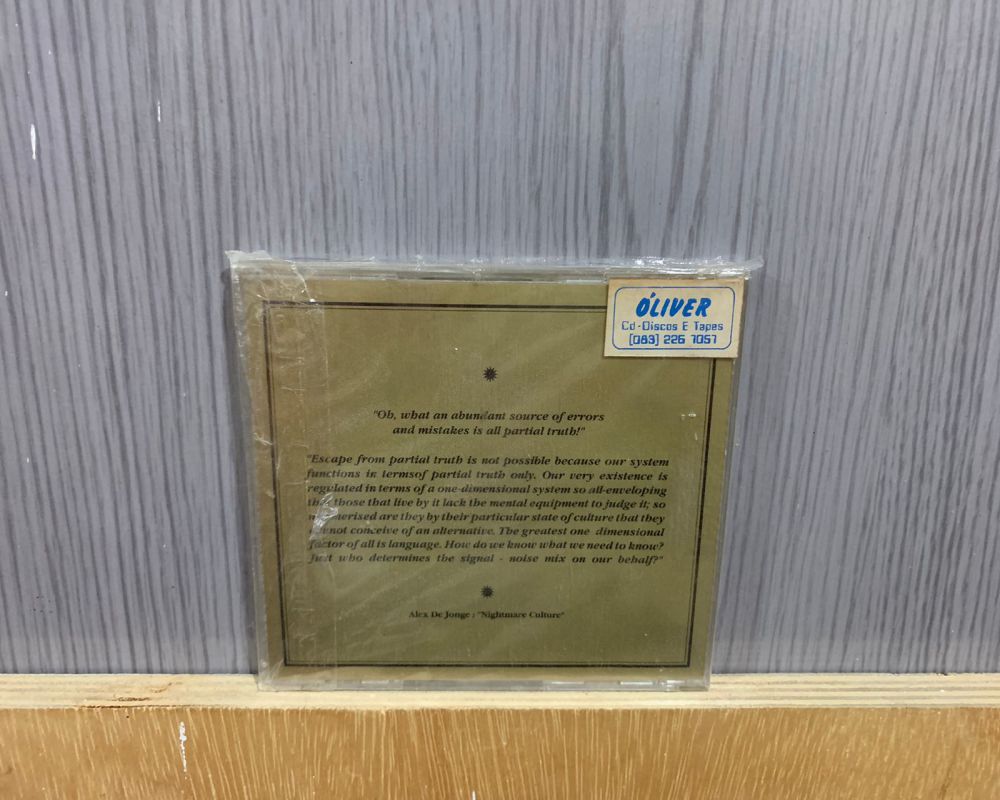 O'LIVER
Cd-Discos E Tapes
[083] 226 7057
"Oh, what an abundant source of errors
and mistakes is all partial truth!"
"Escape from partial truth is not possible because our system
functions in termsof partial truth only. Our very existence is
regulated in terms of a one-dimensional system so all-enveloping
that those that live by it lack the mental equipment to judge it; so
mesmerised are they by their particular state of culture that they
cannot conceive of an alternative. The greatest one dimensional
factor of all is language. How do we know what we need to know?
Just who determines the signal - noise mix on our behalf?"
Alex De Jonge : "Nightmare Culture"